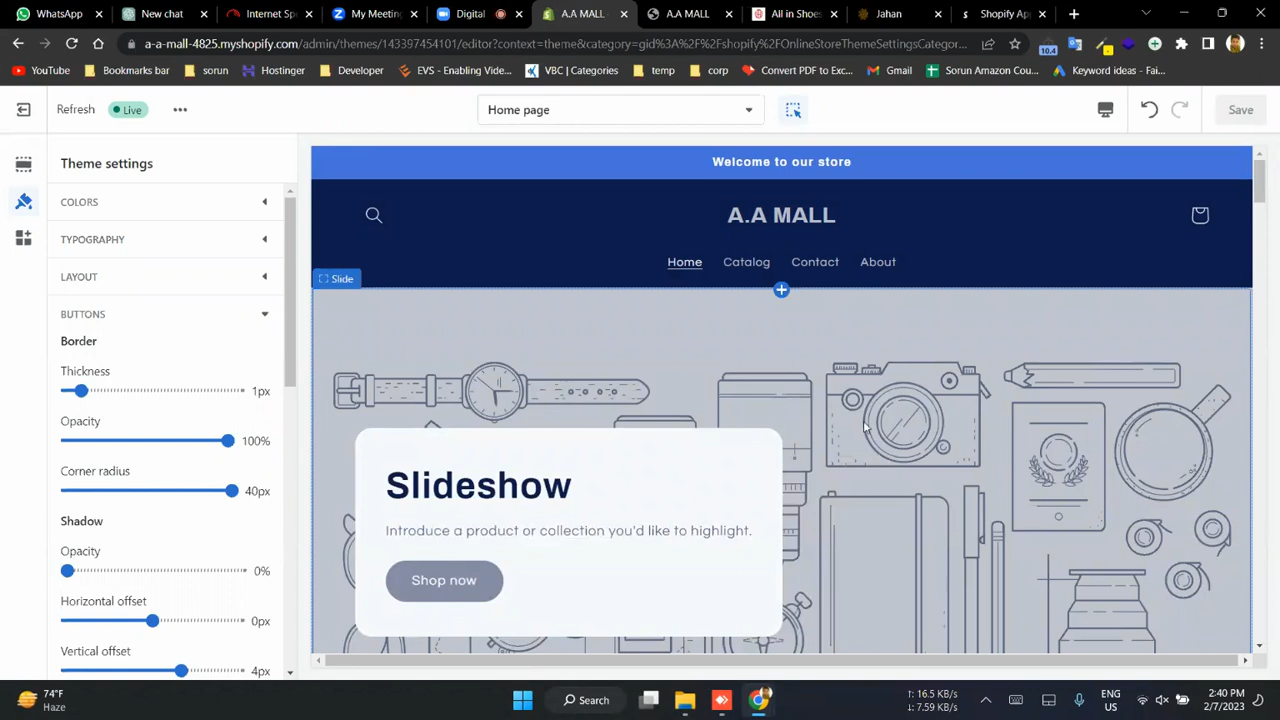 WhatsApp
New chat
Internet Sp
My Meeting
Digital
A.A MALL
A.A MALL
All in Shoes
Jahan
Shopify Ap
a-a-mall-4825.myshopify.com/admin/themes/143397454101/editor?context=theme&category=gid%3A%2F%2Fshopify%2FOnlineStoreThemeSettingsCategor...
10.4
YouTube
Bookmarks bar
sorun
Hostinger
Developer
EVS - Enabling Video...
VBC | Categories
temp
corp
Convert PDF to Exc...
Gmail
Sorun Amazon Cou...
Keyword ideas - Fai...
Refresh
Live
Home page
Save
Theme settings
COLORS
TYPOGRAPHY
LAYOUT
BUTTONS
Border
Thickness
1px
Opacity
100%
Corner radius
40px
Shadow
Opacity
0%
Horizontal offset
0px
Vertical offset
4px
Welcome to our store
A.A MALL
Home Catalog Contact About
Slide
Slideshow
Introduce a product or collection you'd like to highlight.
Shop now
74°F
Haze
Search
↑: 16.5 KB/s
↓: 7.59 KB/s
ENG
US
2:40 PM
2/7/2023